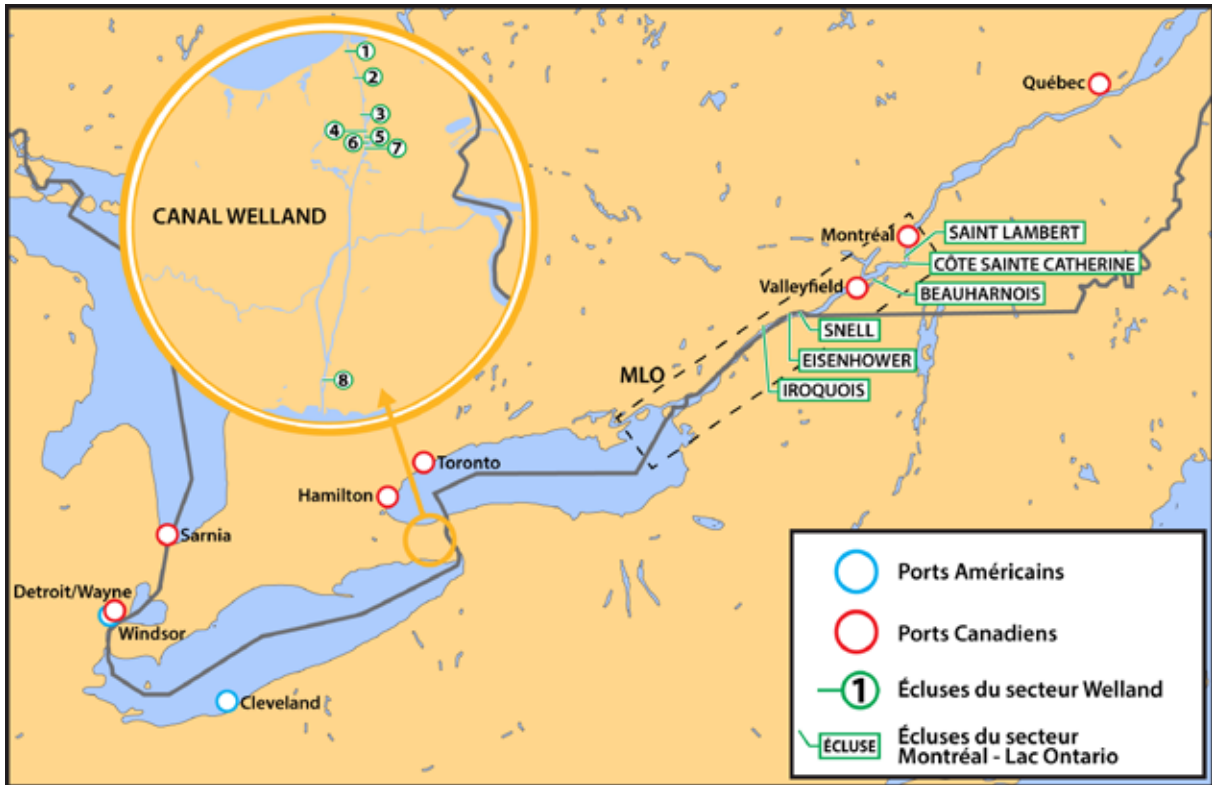 1
2
3
4
5
6
7
CANAL WELLAND
8
Québec
Montréal
SAINT LAMBERT
CÔTE SAINTE CATHERINE
Valleyfield
BEAUHARNOIS
SNELL
EISENHOWER
MLO
IROQUOIS
Toronto
Hamilton
Sarnia
Detroit/Wayne
Windsor
Cleveland
Ports Américains
Ports Canadiens
1 Écluses du secteur Welland
ÉCLUSE Écluses du secteur
Montréal - Lac Ontario